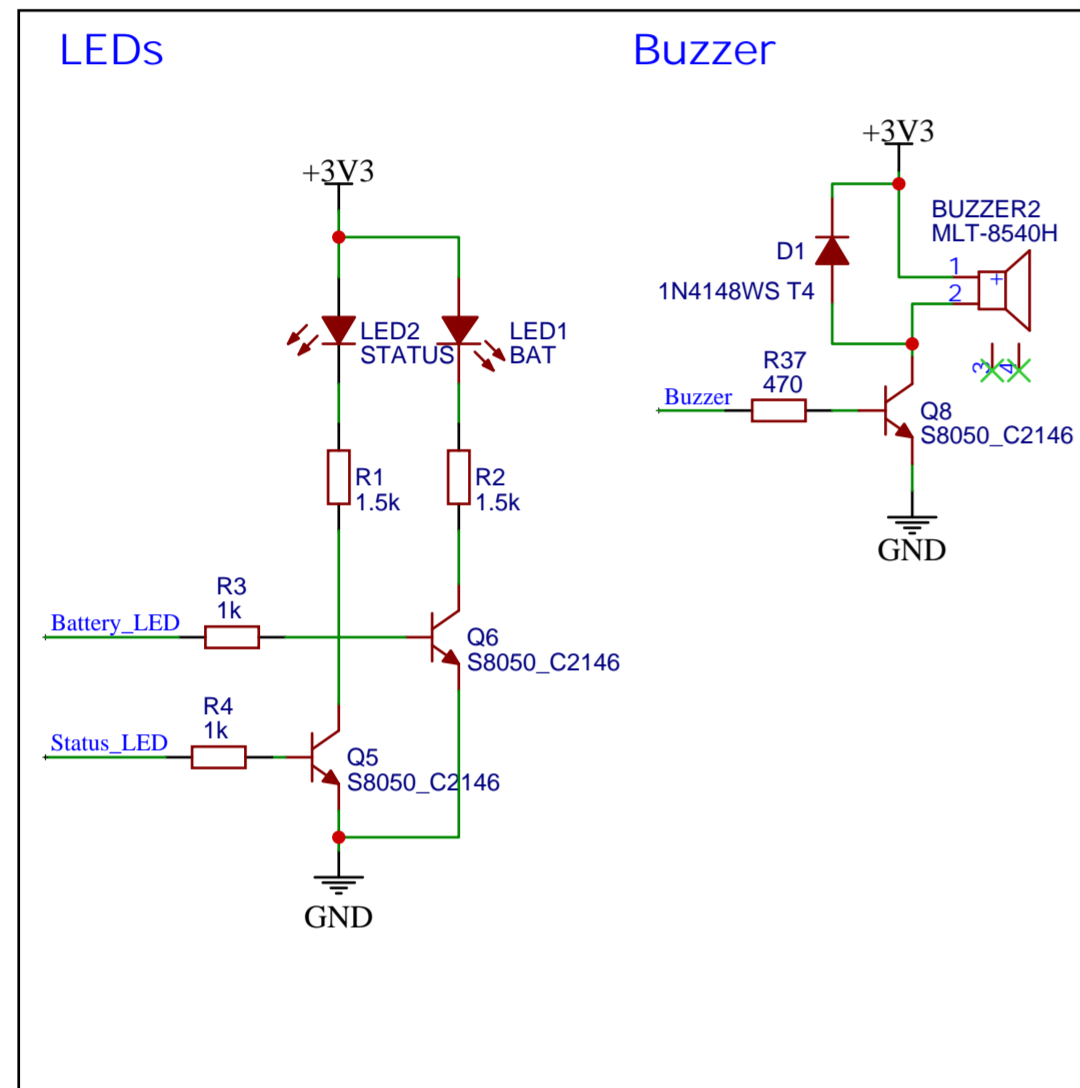 LEDs
+3V3
LED2
STATUS
LED1
BAT
R1
1.5k
R2
1.5k
R3
1k
Battery_LED
Q6
S8050_C2146
R4
1k
Status_LED
Q5
S8050_C2146
GND
Buzzer
+3V3
BUZZER2
MLT-8540H
D1
1N4148WS T4
1
+
2
3
4
R37
470
Buzzer
Q8
S8050_C2146
GND